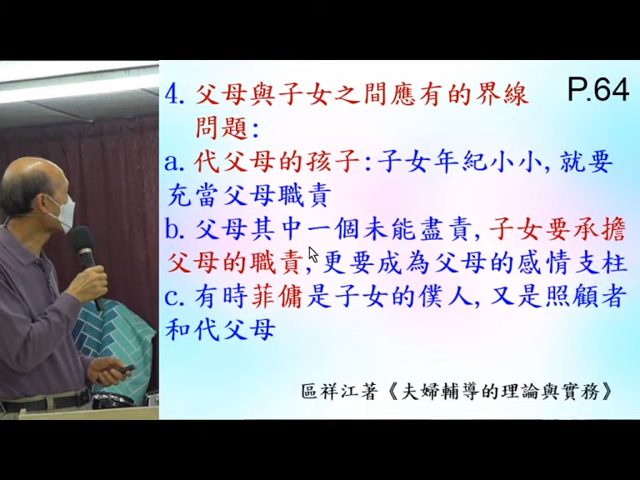 P.64
4. 父母與子女之間應有的界線
問題:
a. 代父母的孩子:子女年紀小小, 就要
充當父母職責
b. 父母其中一個未能盡責, 子女要承擔
父母的職責, 更要成為父母的感情支柱
c. 有時菲傭是子女的僕人, 又是照顧者
和代父母
區祥江著《夫婦輔導的理論與實務》